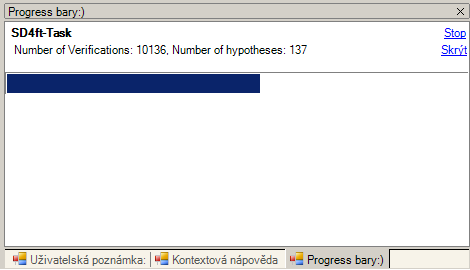 Progress bary:)
SD4ft-Task
Stop
Number of Verifications: 10136, Number of hypotheses: 137
Skrýt
Uživatelská poznámka:
Kontextová nápověda
Progress bary:)